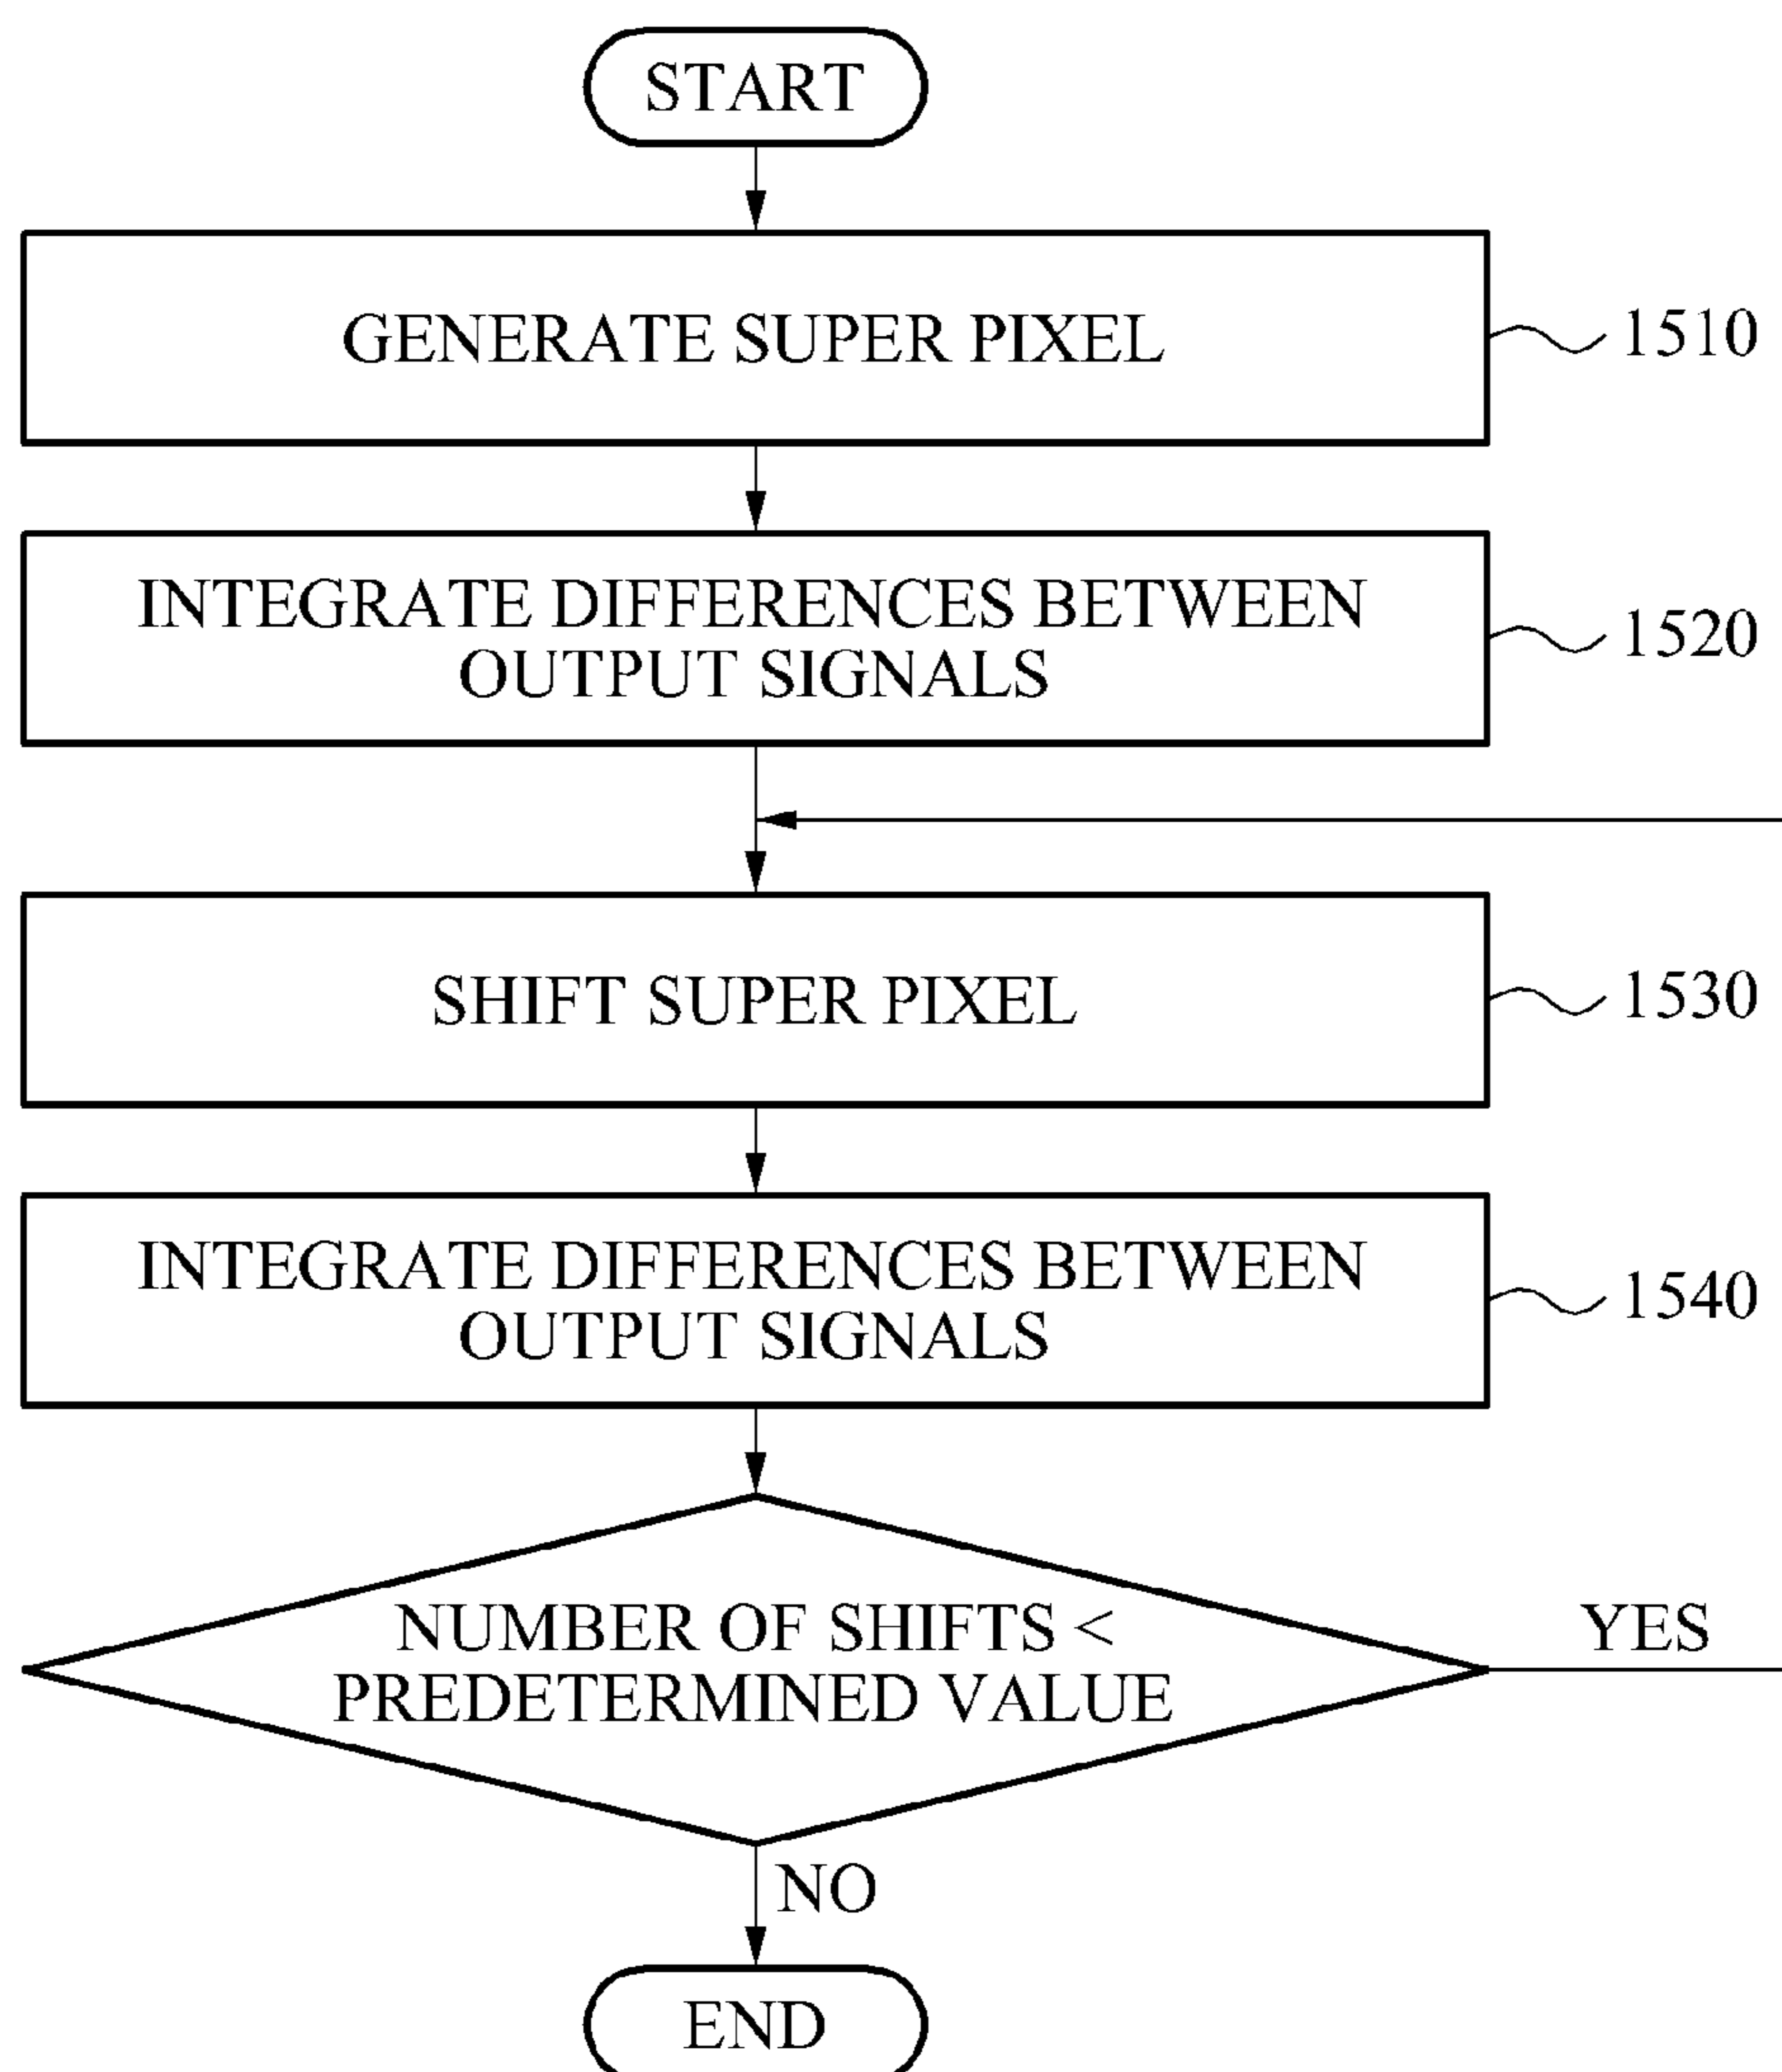 START
GENERATE SUPER PIXEL
1510
INTEGRATE DIFFERENCES BETWEEN
OUTPUT SIGNALS
1520
SHIFT SUPER PIXEL
1530
INTEGRATE DIFFERENCES BETWEEN
OUTPUT SIGNALS
1540
NUMBER OF SHIFTS <
PREDETERMINED VALUE
YES
NO
END